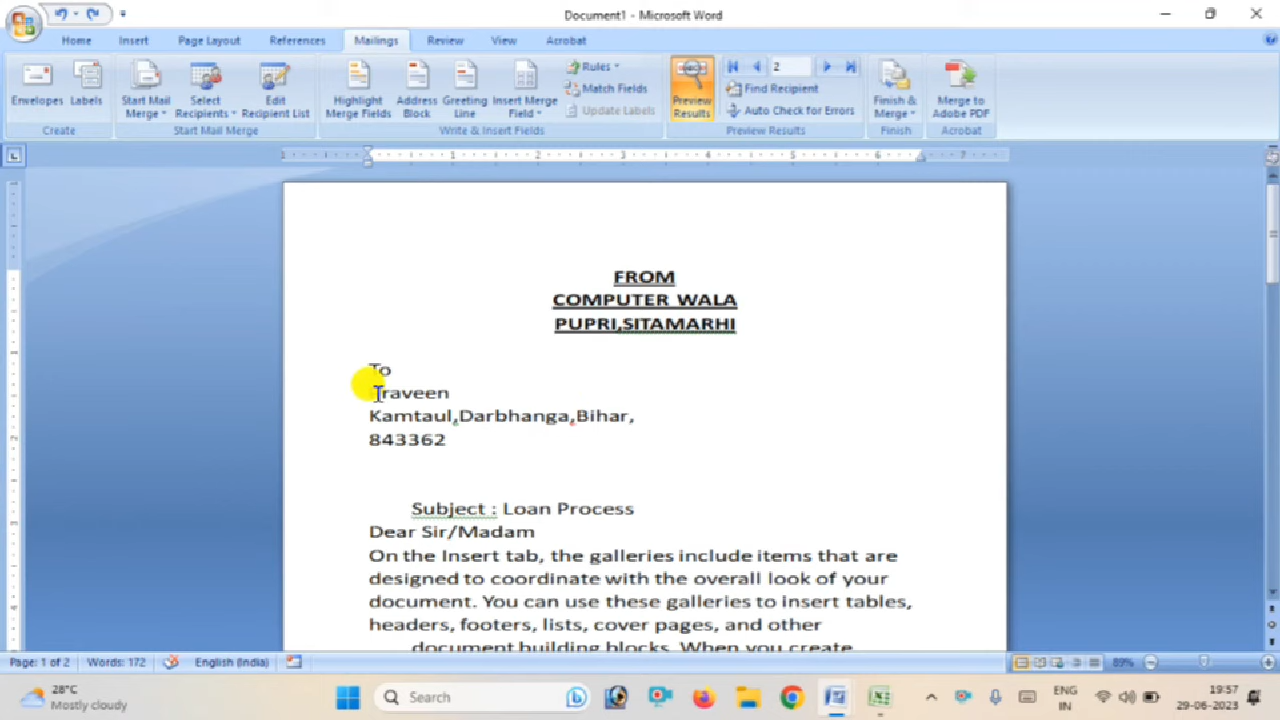 Document1 - Microsoft Word
Home Insert Page Layout References Mailings Review View Acrobat
Envelopes Labels Start Mail Merge Select Recipients Edit Recipient List Highlight Merge Fields Address Block Greeting Line Insert Merge Field Rules Match Fields Update Labels Preview Results 2 Find Recipient Auto Check for Errors Finish & Merge Merge to Adobe PDF
Create Start Mail Merge Write & Insert Fields Preview Results Finish Acrobat
FROM
COMPUTER WALA
PUPRI,SITAMARHI
To
Praveen
Kamtaul,Darbhanga,Bihar,
843362
Subject : Loan Process
Dear Sir/Madam
On the Insert tab, the galleries include items that are
designed to coordinate with the overall look of your
document. You can use these galleries to insert tables,
headers, footers, lists, cover pages, and other
document building blocks. When you create
Page: 1 of 2 Words: 172 English (India) 89%
28°C
Mostly cloudy
Search
ENG
IN
19:57
29-06-2023